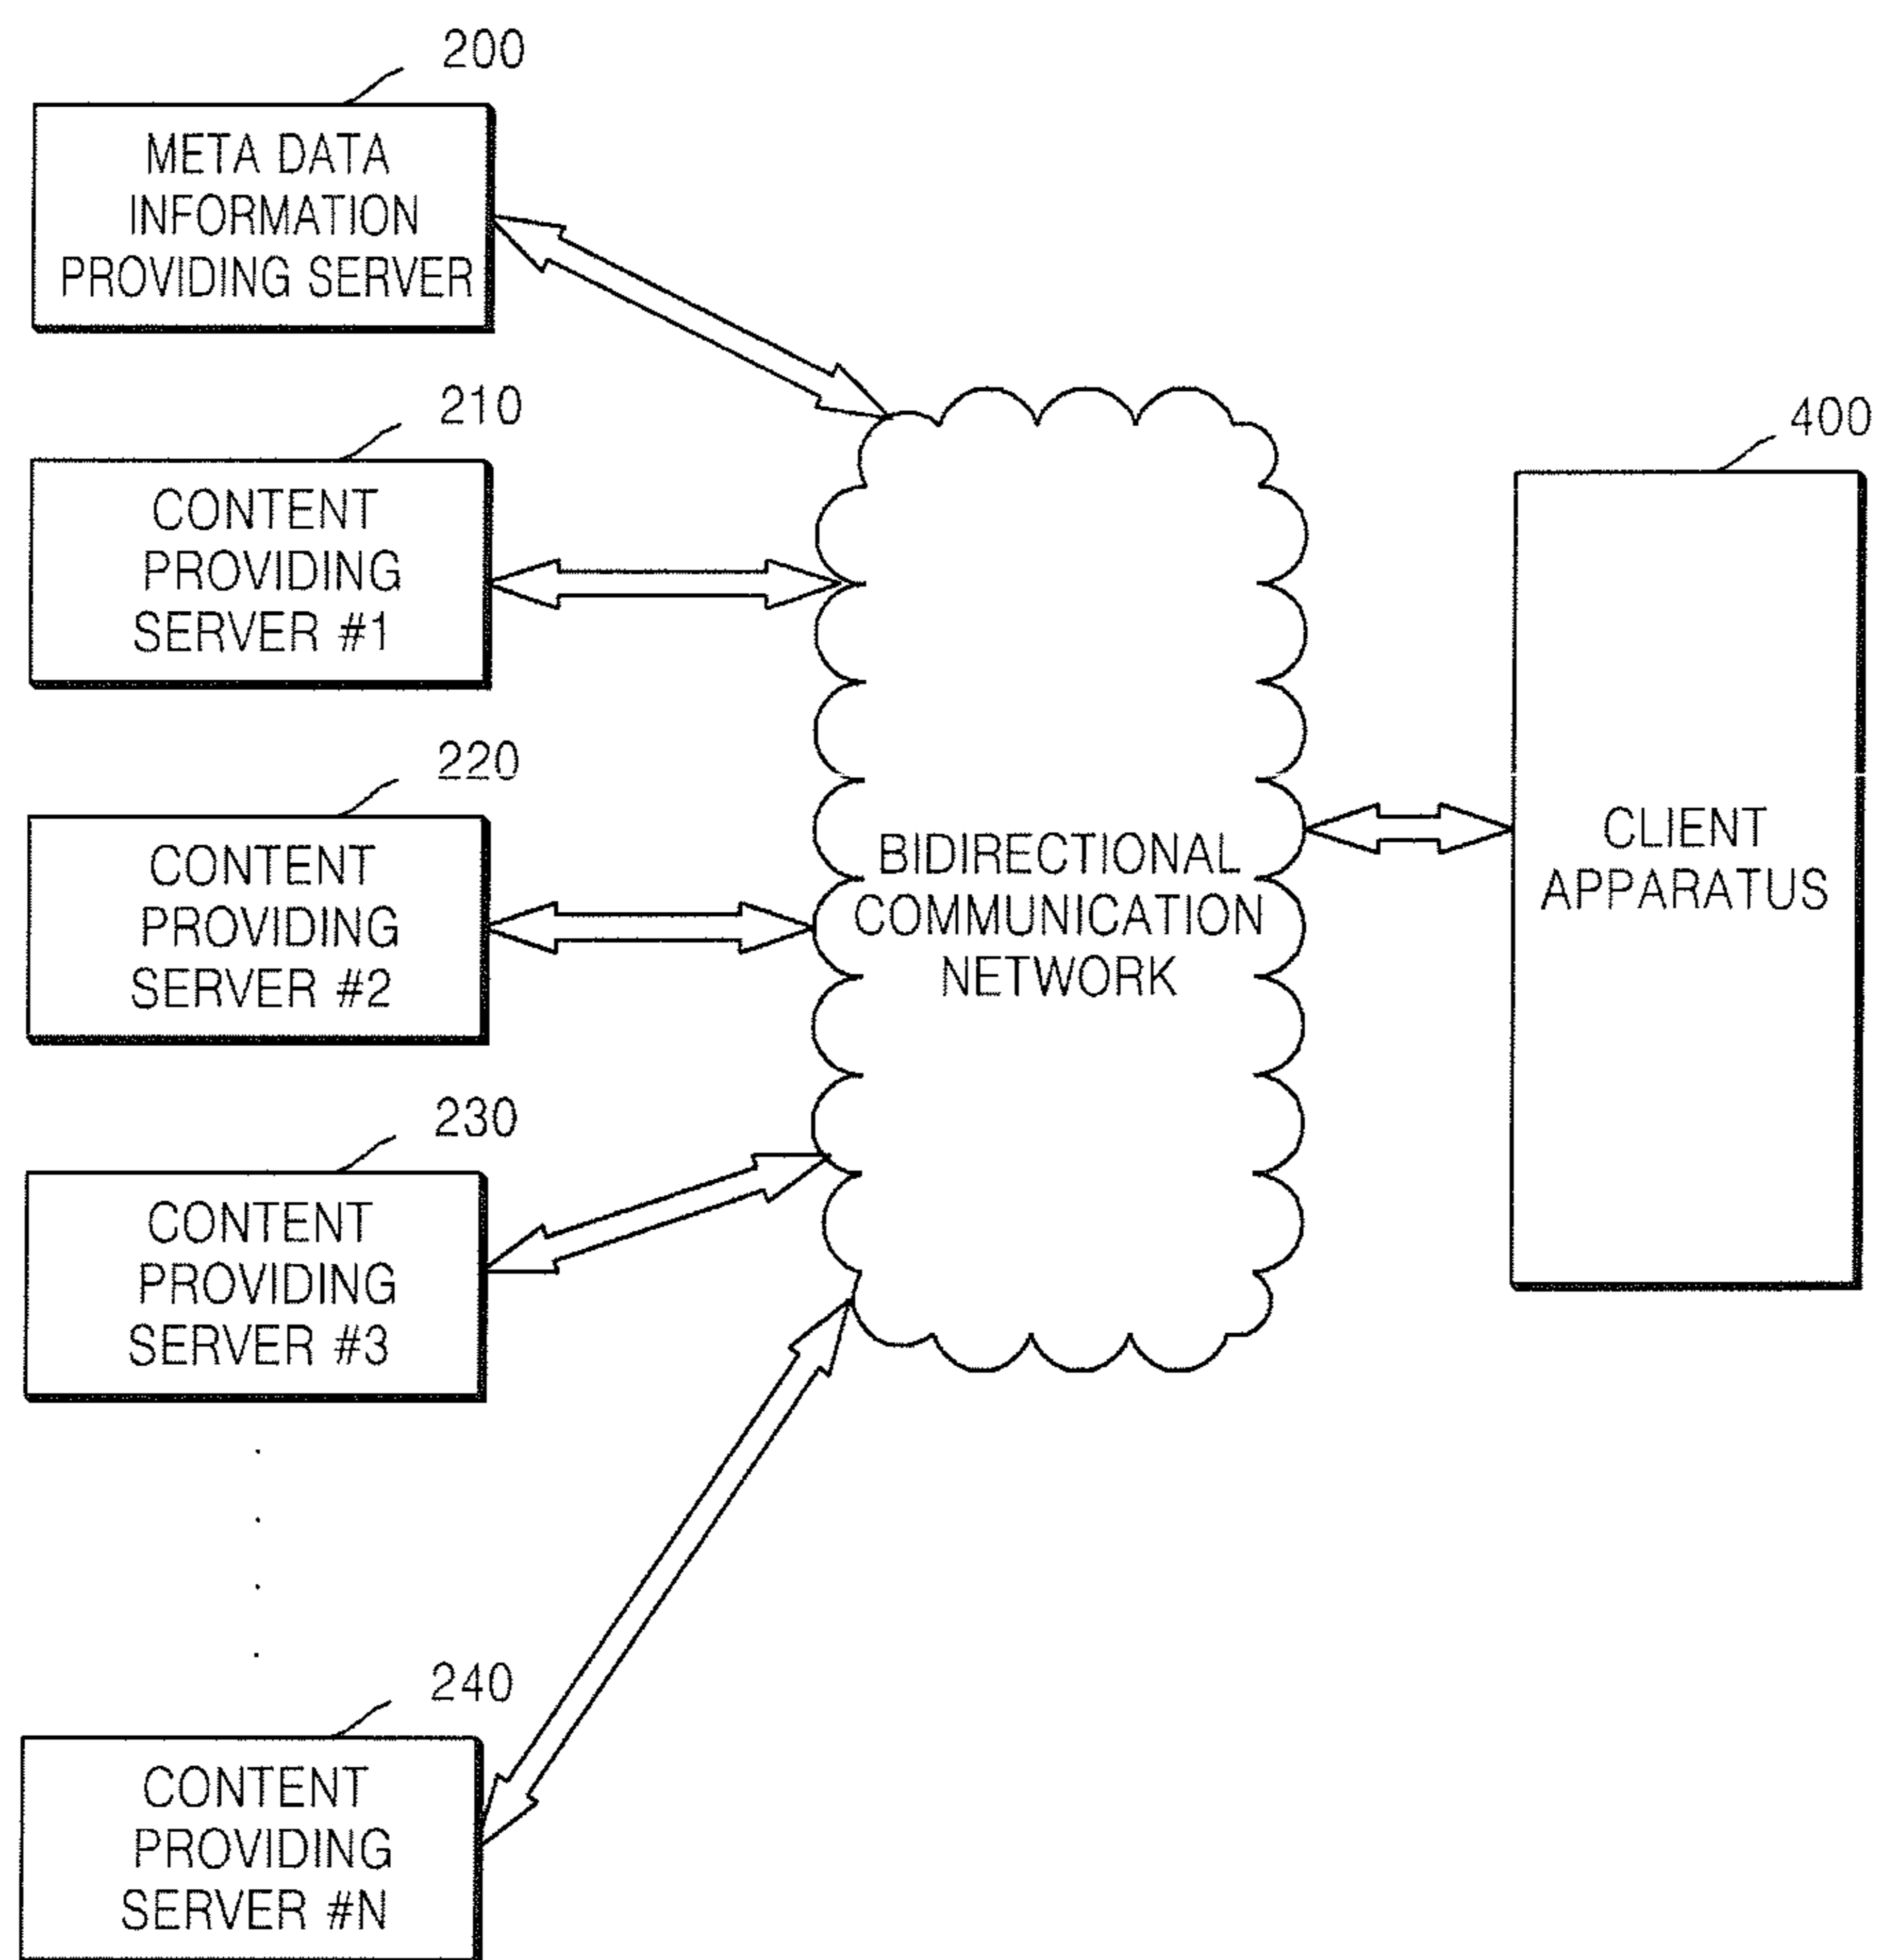 200
META DATA
INFORMATION
PROVIDING SERVER
210
CONTENT
PROVIDING
SERVER #1
220
CONTENT
PROVIDING
SERVER #2
230
CONTENT
PROVIDING
SERVER #3
240
CONTENT
PROVIDING
SERVER #N
BIDIRECTIONAL
COMMUNICATION
NETWORK
400
CLIENT
APPARATUS